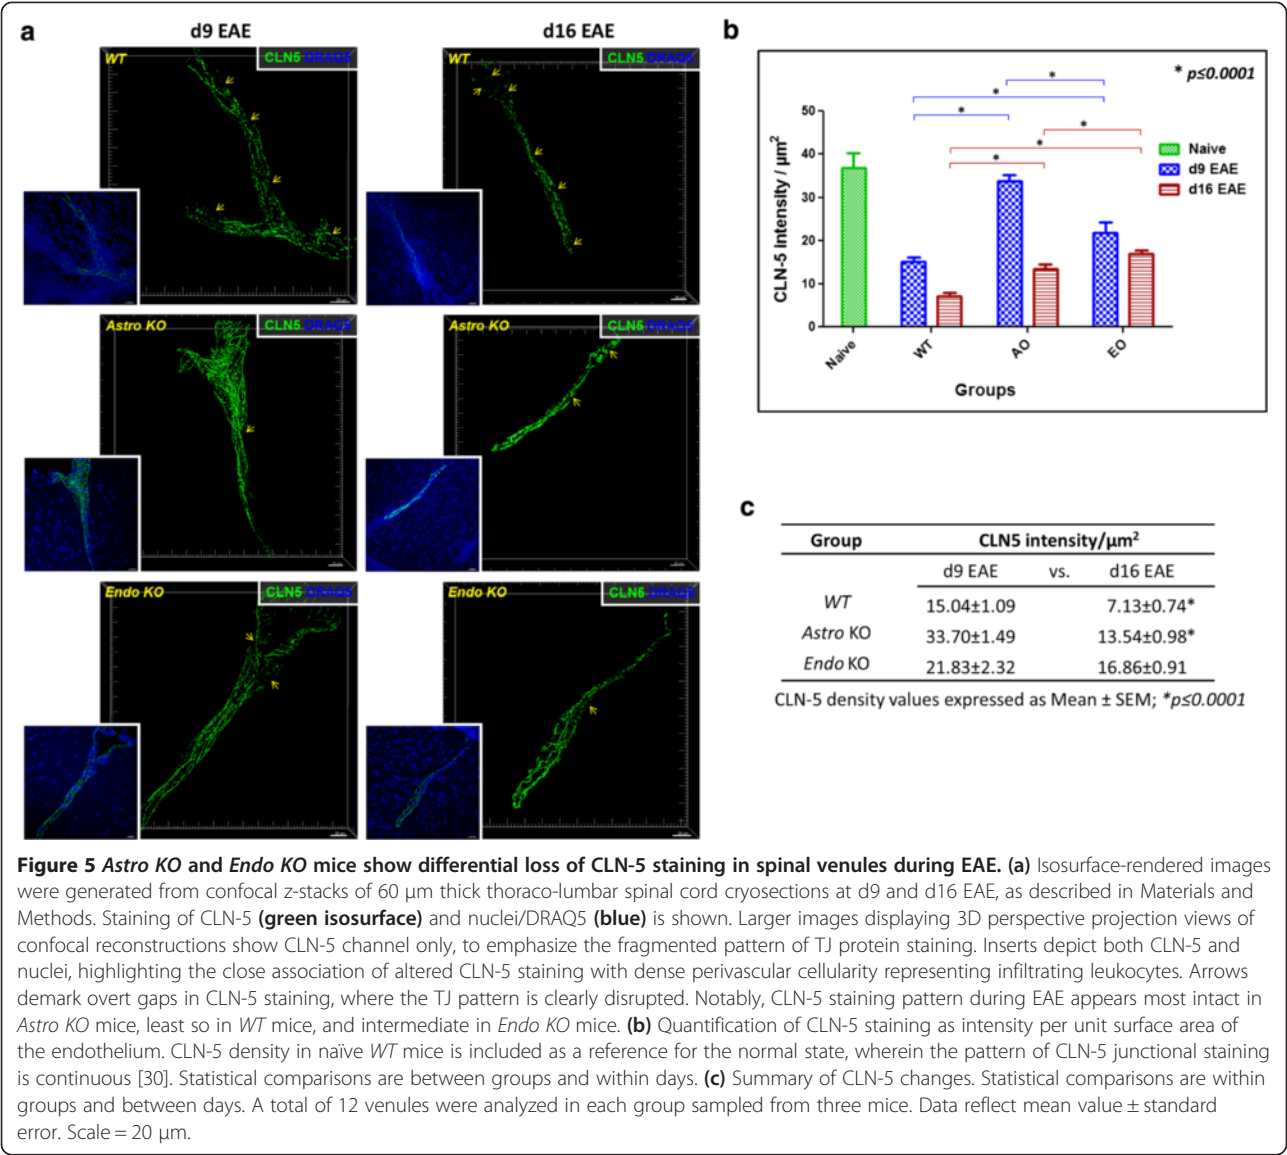 a
d9 EAE
d16 EAE
WT
CLN5 DRAQ5
WT
CLN5 DRAQ5
Astro KO
CLN5 DRAQ5
Astro KO
CLN5 DRAQ5
Endo KO
CLN5 DRAQ5
Endo KO
CLN5 DRAQ5
b
* p≤0.0001
CLN-5 intensity / µm²
50
40
30
20
10
0
Naive
WT
AO
EO
Groups
* * *
* * *
Naive
d9 EAE
d16 EAE
c
Group CLN5 intensity/µm²
d9 EAE vs. d16 EAE
WT 15.04±1.09 7.13±0.74*
Astro KO 33.70±1.49 13.54±0.98*
Endo KO 21.83±2.32 16.86±0.91
CLN-5 density values expressed as Mean ± SEM; *p≤0.0001
Figure 5 Astro KO and Endo KO mice show differential loss of CLN-5 staining in spinal venules during EAE. (a) Isosurface-rendered images
were generated from confocal z-stacks of 60 μm thick thoraco-lumbar spinal cord cryosections at d9 and d16 EAE, as described in Materials and
Methods. Staining of CLN-5 (green isosurface) and nuclei/DRAQ5 (blue) is shown. Larger images displaying 3D perspective projection views of
confocal reconstructions show CLN-5 channel only, to emphasize the fragmented pattern of TJ protein staining. Inserts depict both CLN-5 and
nuclei, highlighting the close association of altered CLN-5 staining with dense perivascular cellularity representing infiltrating leukocytes. Arrows
demark overt gaps in CLN-5 staining, where the TJ pattern is clearly disrupted. Notably, CLN-5 staining pattern during EAE appears most intact in
Astro KO mice, least so in WT mice, and intermediate in Endo KO mice. (b) Quantification of CLN-5 staining as intensity per unit surface area of
the endothelium. CLN-5 density in naïve WT mice is included as a reference for the normal state, wherein the pattern of CLN-5 junctional staining
is continuous [30]. Statistical comparisons are between groups and within days. (c) Summary of CLN-5 changes. Statistical comparisons are within
groups and between days. A total of 12 venules were analyzed in each group sampled from three mice. Data reflect mean value ± standard
error. Scale = 20 μm.